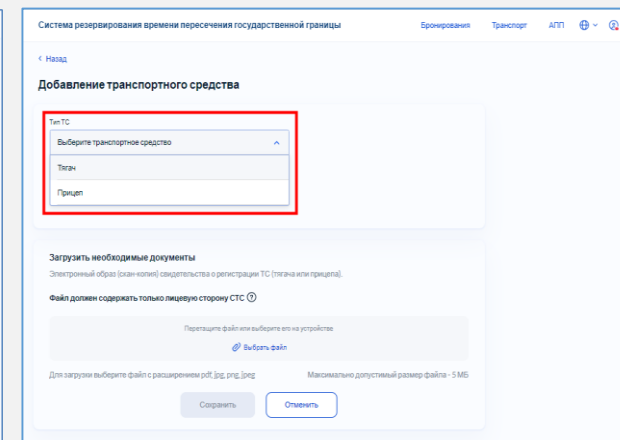 Система резервирования времени пересечения государственной границы Бронирования Транспорт АПП
< Назад
Добавление транспортного средства
Тип ТС
Выберите транспортное средство
Тягач
Прицеп
Загрузить необходимые документы
Электронный образ (скан-копия) свидетельства о регистрации ТС (тягача или прицепа).
Файл должен содержать только лицевую сторону СТС ?
Перетащите файл или выберите его на устройстве
Выбрать файл
Для загрузки выберите файл с расширением pdf, jpg, png, jpeg Максимально допустимый размер файла - 5 МБ
Сохранить Отменить